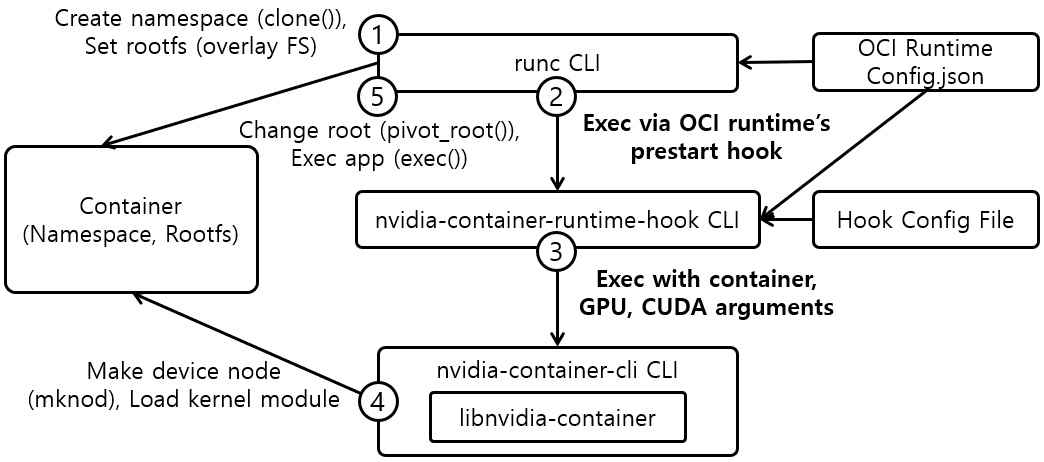 Create namespace (clone()),
Set rootfs (overlay FS)
1
runc CLI
OCI Runtime
Config.json
5
2
Change root (pivot_root()),
Exec app (exec())
Exec via OCI runtime’s
prestart hook
Container
(Namespace, Rootfs)
nvidia-container-runtime-hook CLI
Hook Config File
3
Exec with container,
GPU, CUDA arguments
Make device node
(mknod), Load kernel module
4
nvidia-container-cli CLI
libnvidia-container